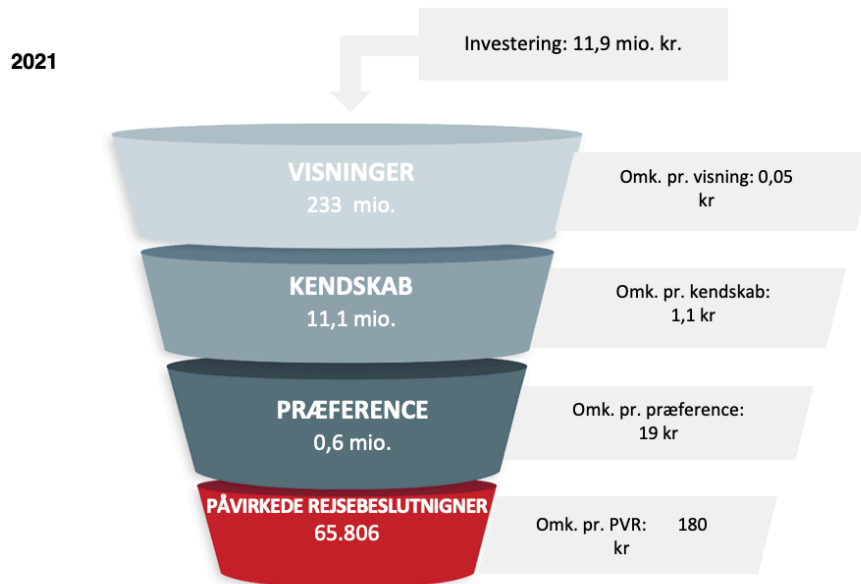 2021
Investering: 11,9 mio. kr.
VISNINGER
233 mio.
Omk. pr. visning: 0,05
kr
KENDSKAB
11,1 mio.
Omk. pr. kendskab:
1,1 kr
PRÆFERENCE
0,6 mio.
Omk. pr. præference:
19 kr
PÅVIRKEDE REJSEBESLUTNIGNER
65.806
Omk. pr. PVR: 180
kr